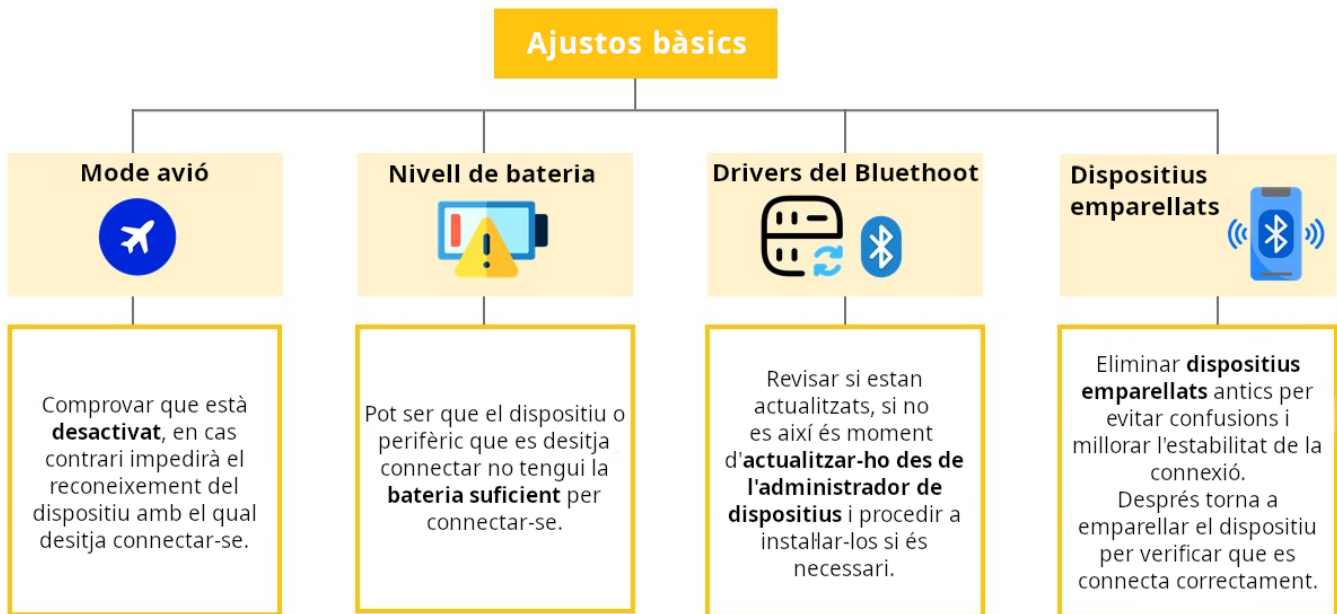 Ajustos bàsics
Mode avió
Comprovar que està
desactivat, en cas
contrari impedirà el
reconeixement del
dispositiu amb el qual
desitja connectar-se.
Nivell de bateria
Pot ser que el dispositiu o
perifèric que es desitja
connectar no tengui la
bateria suficient per
connectar-se.
Drivers del Bluethoot
Revisar si estan
actualitzats, si no
es així és moment
d'actualitzar-ho des de
l'administrador de
dispositius i procedir a
instaŀlar-los si és
necessari.
Dispositius
emparellats
Eliminar dispositius
emparellats antics per
evitar confusions i
millorar l'estabilitat de la
connexió.
Després torna a
emparellar el dispositiu
per verificar que es
connecta correctament.